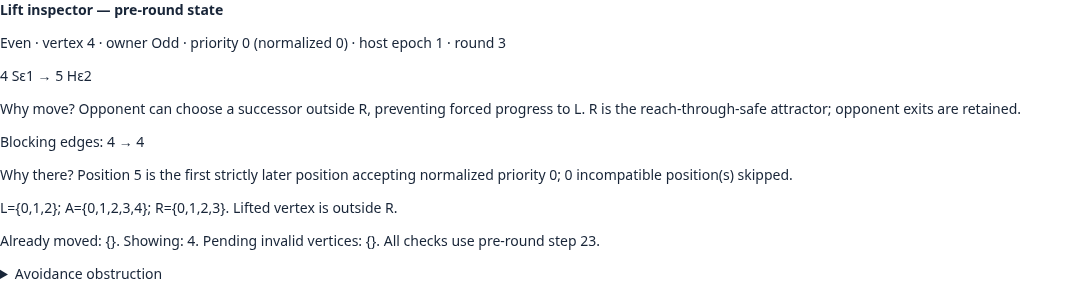 Lift inspector — pre-round state
Even · vertex 4 · owner Odd · priority 0 (normalized 0) · host epoch 1 · round 3
4 Sε1 → 5 Hε2
Why move? Opponent can choose a successor outside R, preventing forced progress to L. R is the reach-through-safe attractor; opponent exits are retained.
Blocking edges: 4 → 4
Why there? Position 5 is the first strictly later position accepting normalized priority 0; 0 incompatible position(s) skipped.
L={0,1,2}; A={0,1,2,3,4}; R={0,1,2,3}. Lifted vertex is outside R.
Already moved: {}. Showing: 4. Pending invalid vertices: {}. All checks use pre-round step 23.
▶ Avoidance obstruction